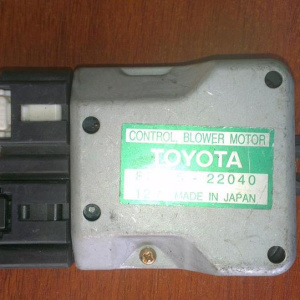 CONTROL BLOWER MOTOR
TOYOTA
- 22040
MADE IN JAPAN